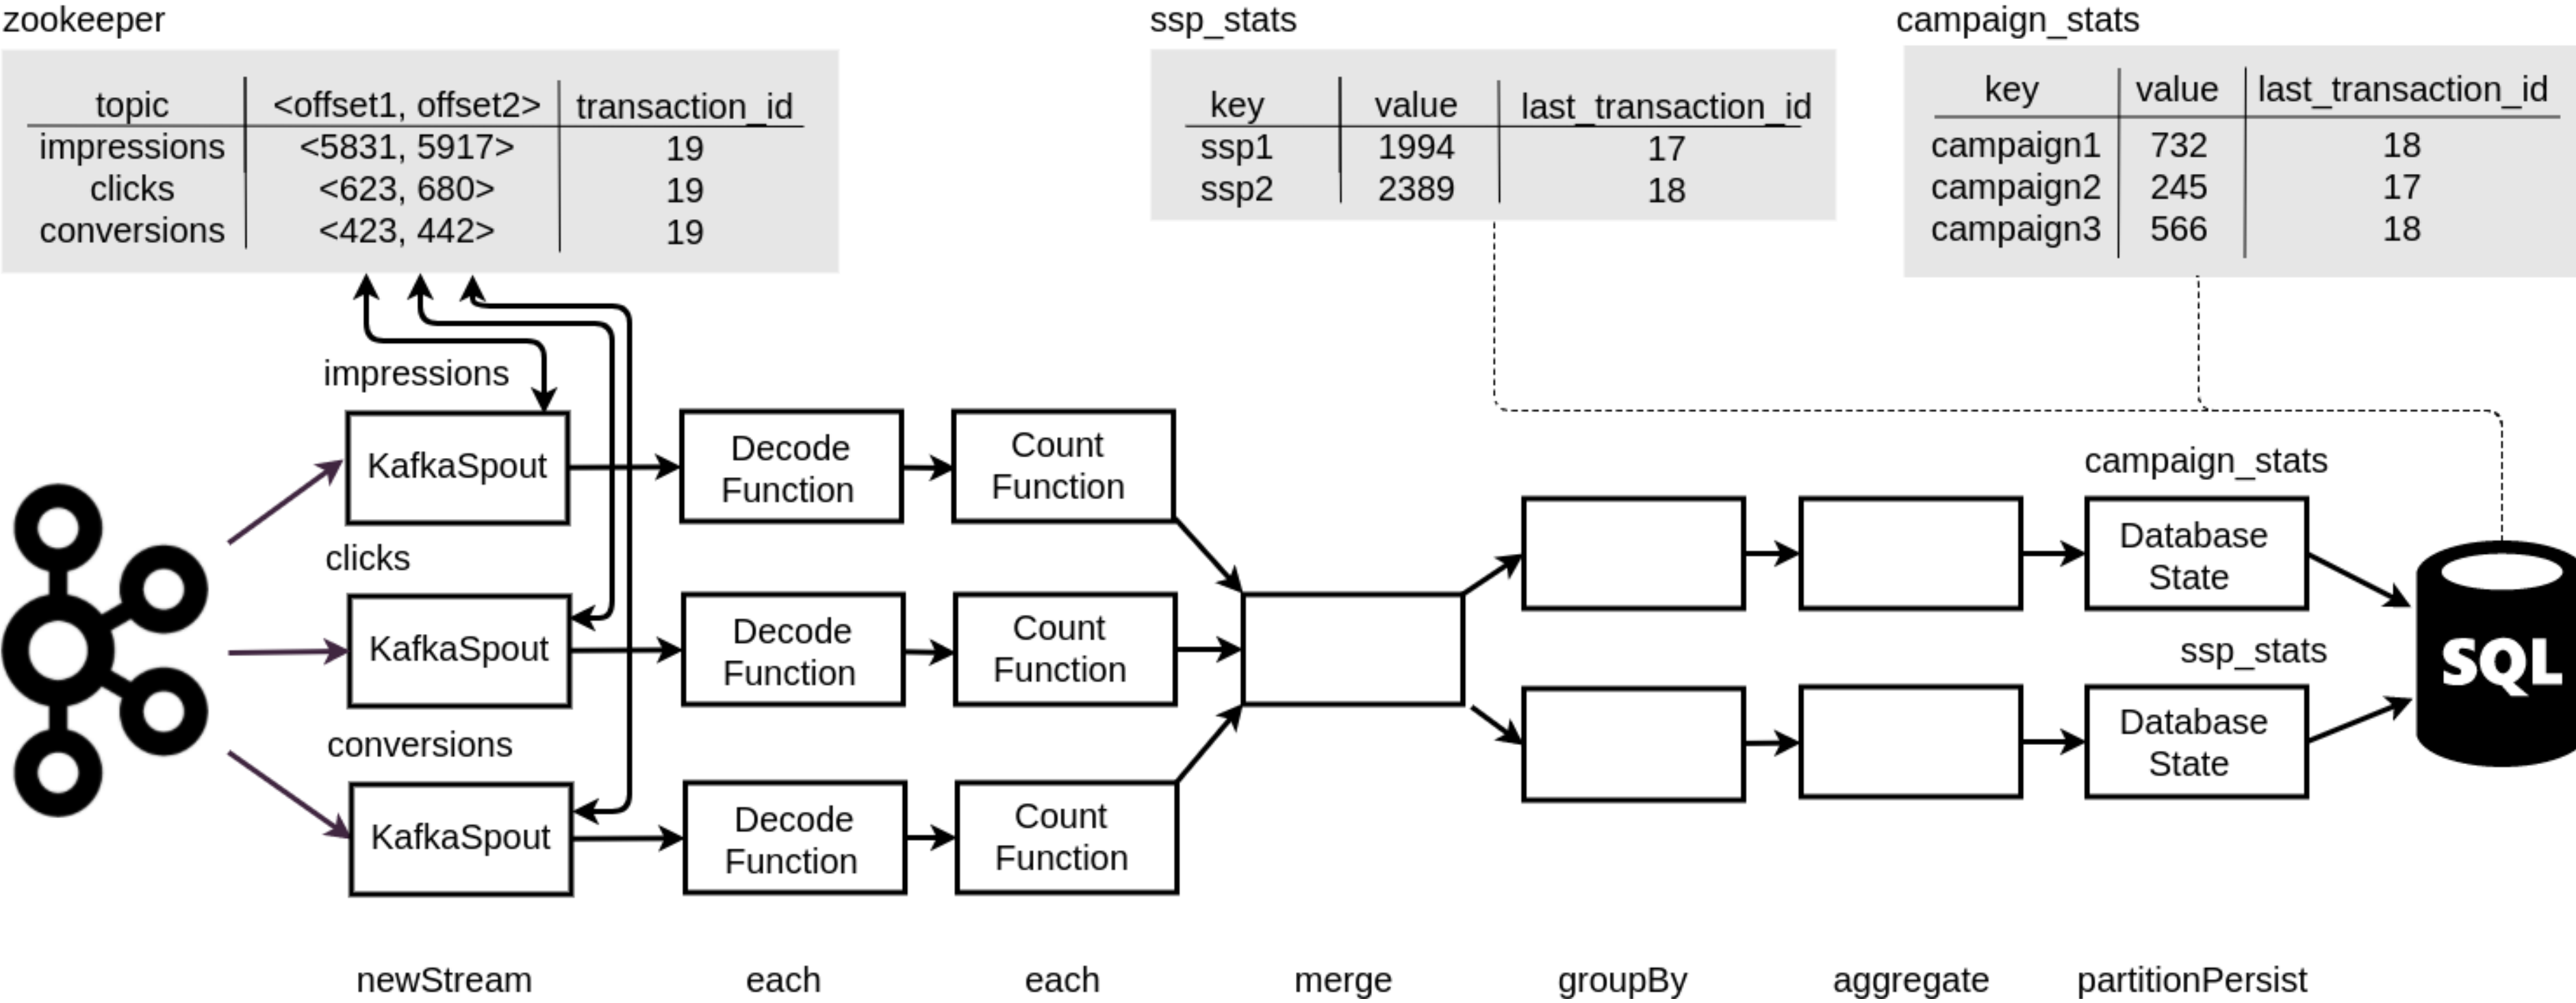 zookeeper
topic <offset1, offset2> transaction_id
impressions <5831, 5917> 19
clicks <623, 680> 19
conversions <423, 442> 19
ssp_stats
key value last_transaction_id
ssp1 1994 17
ssp2 2389 18
campaign_stats
key value last_transaction_id
campaign1 732 18
campaign2 245 17
campaign3 566 18
impressions
KafkaSpout
Decode
Function
Count
Function
clicks
KafkaSpout
Decode
Function
Count
Function
conversions
KafkaSpout
Decode
Function
Count
Function
campaign_stats
Database
State
ssp_stats
Database
State
SQL
newStream each each merge groupBy aggregate partitionPersist